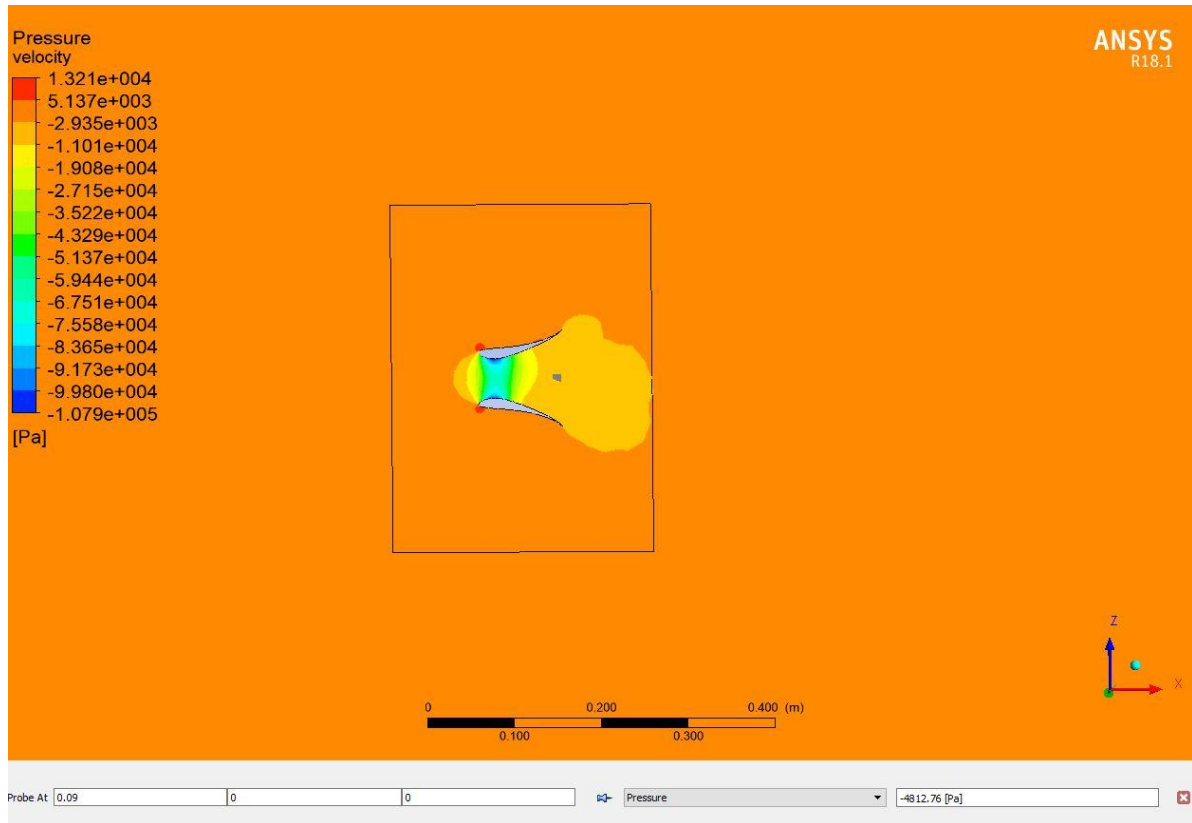 Pressure
velocity
1.321e+004
5.137e+003
-2.935e+003
-1.101e+004
-1.908e+004
-2.715e+004
-3.522e+004
-4.329e+004
-5.137e+004
-5.944e+004
-6.751e+004
-7.558e+004
-8.365e+004
-9.173e+004
-9.980e+004
-1.079e+005
[Pa]
ANSYS
R18.1
Z
X
0 0.200 0.400 (m)
0.100 0.300
Probe At 0.09 0 0 Pressure -4812.76 [Pa]